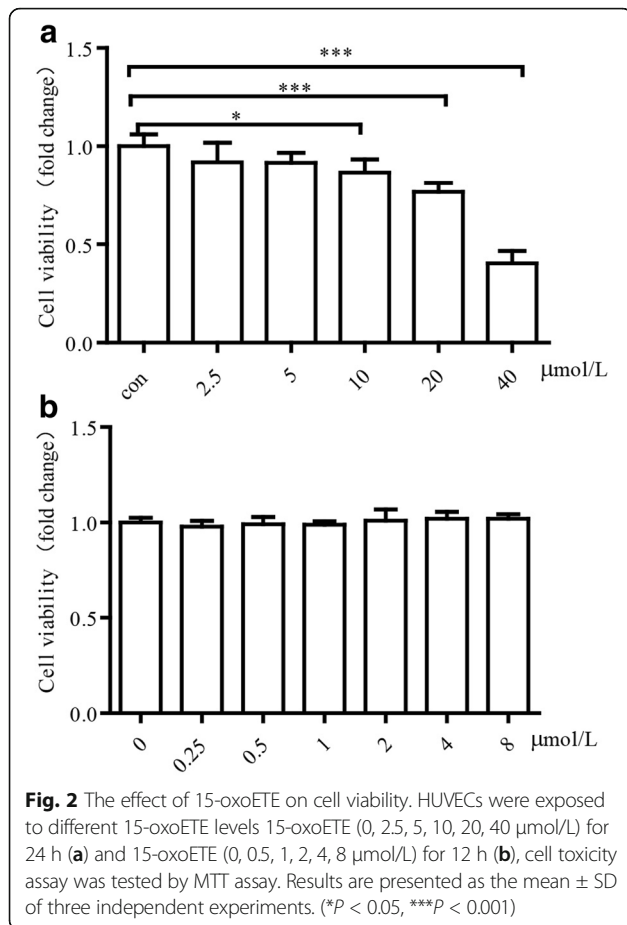 a
1.5
1.0
0.5
0.0
Cell viability (fold change)
***
***
*
con
2.5
5
10
20
40
μmol/L
b
1.5
1.0
0.5
0.0
Cell viability (fold change)
0
0.25
0.5
1
2
4
8
μmol/L
Fig. 2 The effect of 15-oxoETE on cell viability. HUVECs were exposed
to different 15-oxoETE levels 15-oxoETE (0, 2.5, 5, 10, 20, 40 μmol/L) for
24 h (a) and 15-oxoETE (0, 0.5, 1, 2, 4, 8 μmol/L) for 12 h (b), cell toxicity
assay was tested by MTT assay. Results are presented as the mean ± SD
of three independent experiments. (*P < 0.05, ***P < 0.001)